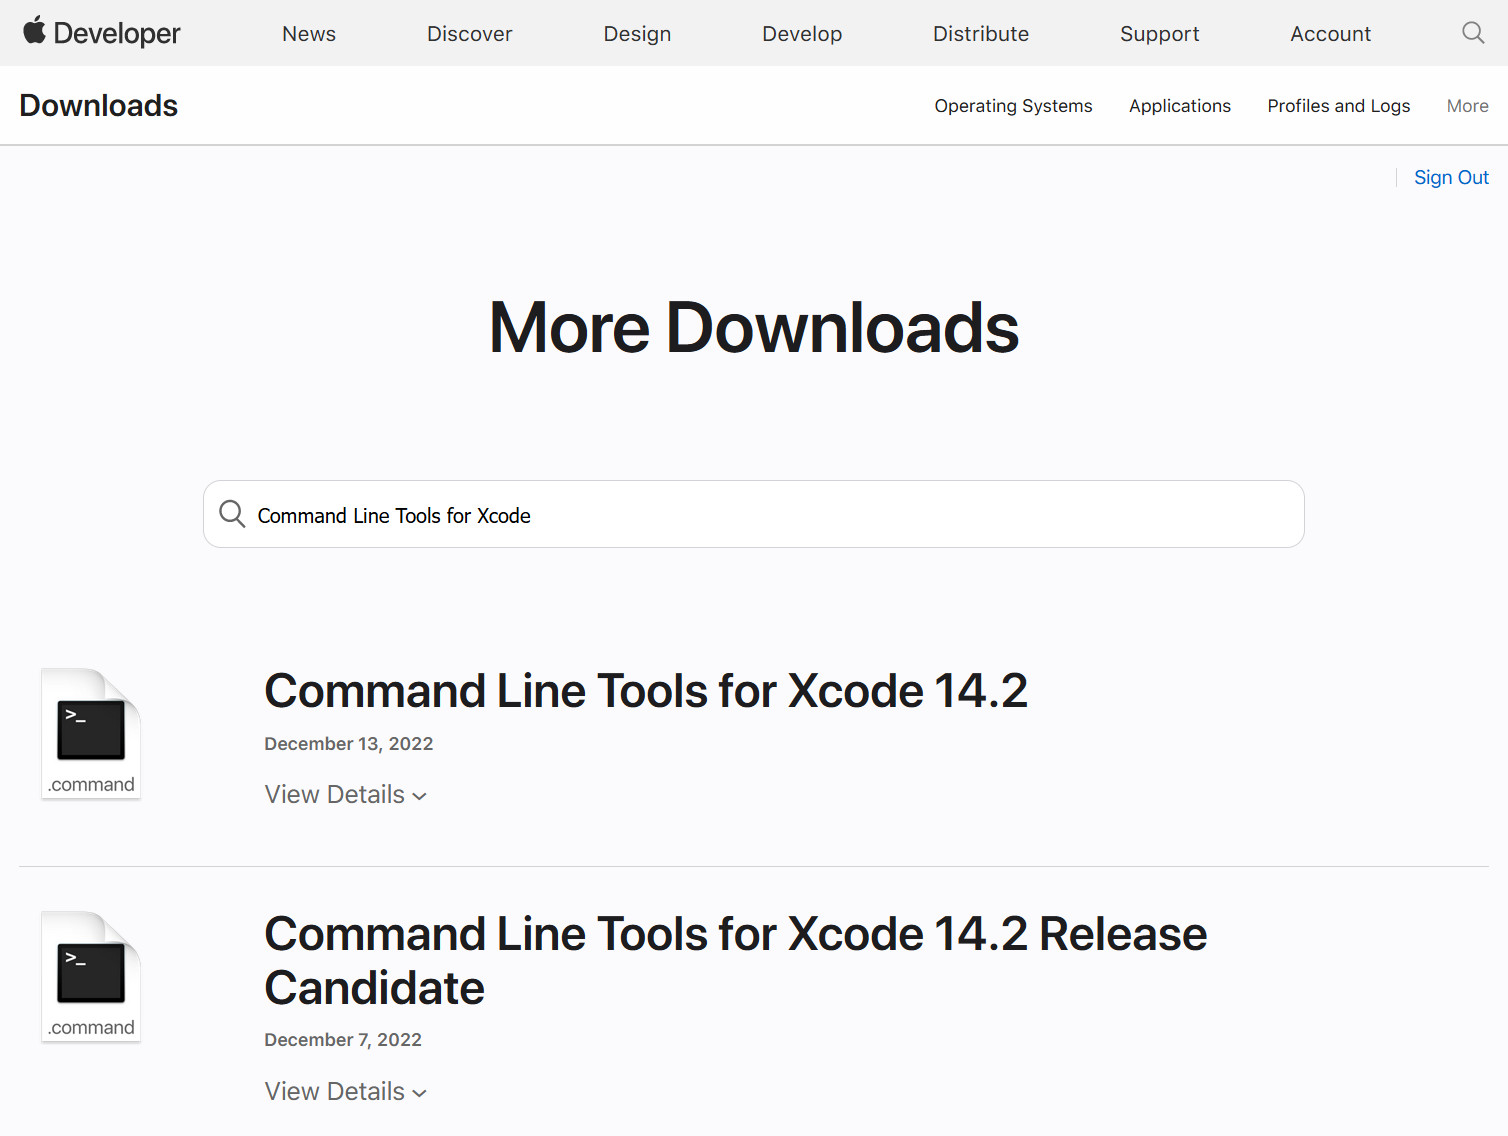 Developer News Discover Design Develop Distribute Support Account
Downloads Operating Systems Applications Profiles and Logs More
Sign Out
More Downloads
Command Line Tools for Xcode
Command Line Tools for Xcode 14.2
December 13, 2022
View Details
>_
.command
Command Line Tools for Xcode 14.2 Release
Candidate
December 7, 2022
View Details
>_
.command